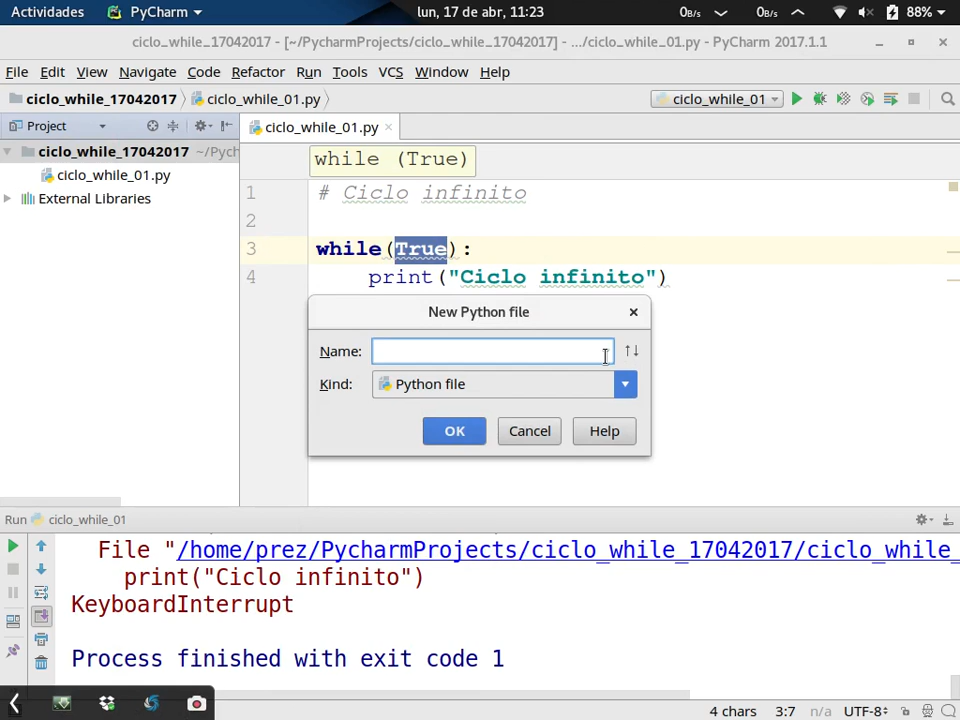 Actividades PyCharm lun, 17 de abr, 11:23 0B/s 0B/s 88%
ciclo_while_17042017 - [~/PycharmProjects/ciclo_while_17042017] - .../ciclo_while_01.py - PyCharm 2017.1.1
File Edit View Navigate Code Refactor Run Tools VCS Window Help
ciclo_while_17042017 ciclo_while_01.py ciclo_while_01
Project ciclo_while_01.py
ciclo_while_17042017 ~/Pych
ciclo_while_01.py
External Libraries
while (True)
1 # Ciclo infinito
2
3 while(True):
4 print("Ciclo infinito")
New Python file
Name:
Kind: Python file
OK Cancel Help
Run ciclo_while_01
File "/home/prez/PycharmProjects/ciclo_while_17042017/ciclo_while_
print("Ciclo infinito")
KeyboardInterrupt
Process finished with exit code 1
4 chars 3:7 n/a UTF-8